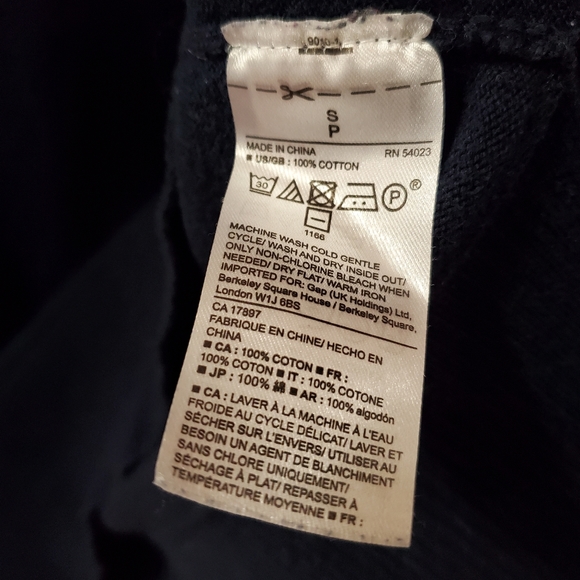 S
P
MADE IN CHINA RN 54023
■ US/GB : 100% COTTON
30 P ®
1166
MACHINE WASH COLD GENTLE
CYCLE/ WASH AND DRY INSIDE OUT/
ONLY NON-CHLORINE BLEACH WHEN
NEEDED/ DRY FLAT/ WARM IRON
IMPORTED FOR: Gap (UK Holdings) Ltd,
Berkeley Square House / Berkeley Square,
London W1J 6BS
CA 17897
FABRIQUE EN CHINE/ HECHO EN
CHINA
■ CA : 100% COTON ■ FR :
100% COTON ■ IT : 100% COTONE
■ JP : 100% 綿 ■ AR : 100% algodón
■ CA : LAVER À LA MACHINE À L'EAU
FROIDE AU CYCLE DÉLICAT/ LAVER ET
SÉCHER SUR L'ENVERS/ UTILISER AU
BESOIN UN AGENT DE BLANCHIMENT
SANS CHLORE UNIQUEMENT/
SÉCHAGE À PLAT/ REPASSER À
TEMPÉRATURE MOYENNE ■ FR :